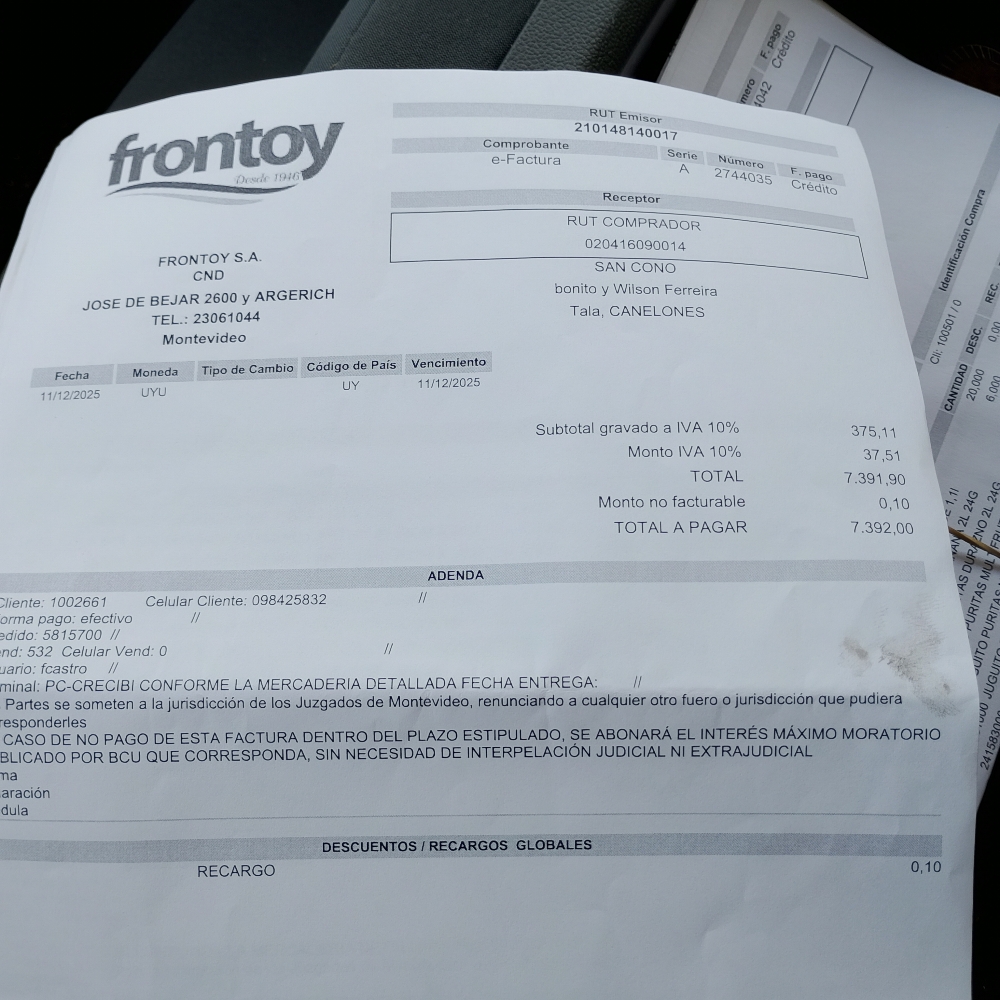 frontoy
Desde 1946
RUT Emisor
210148140017
Comprobante Serie Número F. pago
e-Factura A 2744035 Crédito
Receptor
RUT COMPRADOR
020416090014
SAN CONO
bonito y Wilson Ferreira
Tala, CANELONES
FRONTOY S.A.
CND
JOSE DE BEJAR 2600 y ARGERICH
TEL.: 23061044
Montevideo
Fecha Moneda Tipo de Cambio Código de País Vencimiento
11/12/2025 UYU UY 11/12/2025
Subtotal gravado a IVA 10% 375,11
Monto IVA 10% 37,51
TOTAL 7.391,90
Monto no facturable 0,10
TOTAL A PAGAR 7.392,00
ADENDA
Cliente: 1002661 Celular Cliente: 098425832 //
orma pago: efectivo //
edido: 5815700 //
end: 532 Celular Vend: 0 //
uario: fcastro //
minal: PC-CRECIBI CONFORME LA MERCADERIA DETALLADA FECHA ENTREGA: //
Partes se someten a la jurisdicción de los Juzgados de Montevideo, renunciando a cualquier otro fuero o jurisdicción que pudiera
responderles
CASO DE NO PAGO DE ESTA FACTURA DENTRO DEL PLAZO ESTIPULADO, SE ABONARÁ EL INTERÉS MÁXIMO MORATORIO
BLICADO POR BCU QUE CORRESPONDA, SIN NECESIDAD DE INTERPELACIÓN JUDICIAL NI EXTRAJUDICIAL
ma
aración
dula
DESCUENTOS / RECARGOS GLOBALES
RECARGO 0,10
mero F. pago
4042 Crédito
Identificación Compra
Cli: 100501 / 0
CANTIDAD DESC. REC.
20,000 0,00
6,000